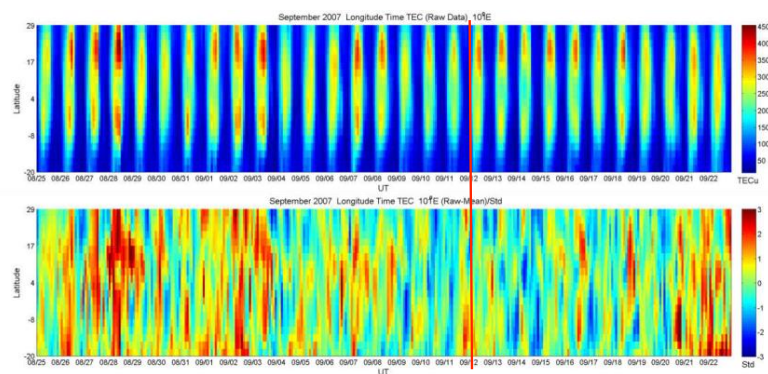 September 2007 Longitude Time TEC (Raw Data) 10°E
29
17
4
-8
-20
Latitude
08/25 08/26 08/27 08/28 08/29 08/30 08/31 09/01 09/02 09/03 09/04 09/05 09/06 09/07 09/08 09/09 09/10 09/11 09/12 09/13 09/14 09/15 09/16 09/17 09/18 09/19 09/20 09/21 09/22
UT
450
400
350
300
250
200
150
100
50
TECu
September 2007 Longitude Time TEC 10°E (Raw-Mean)/Std
29
17
4
-8
-20
Latitude
08/25 08/26 08/27 08/28 08/29 08/30 08/31 09/01 09/02 09/03 09/04 09/05 09/06 09/07 09/08 09/09 09/10 09/11 09/12 09/13 09/14 09/15 09/16 09/17 09/18 09/19 09/20 09/21 09/22
UT
3
2
1
0
-1
-2
-3
Std